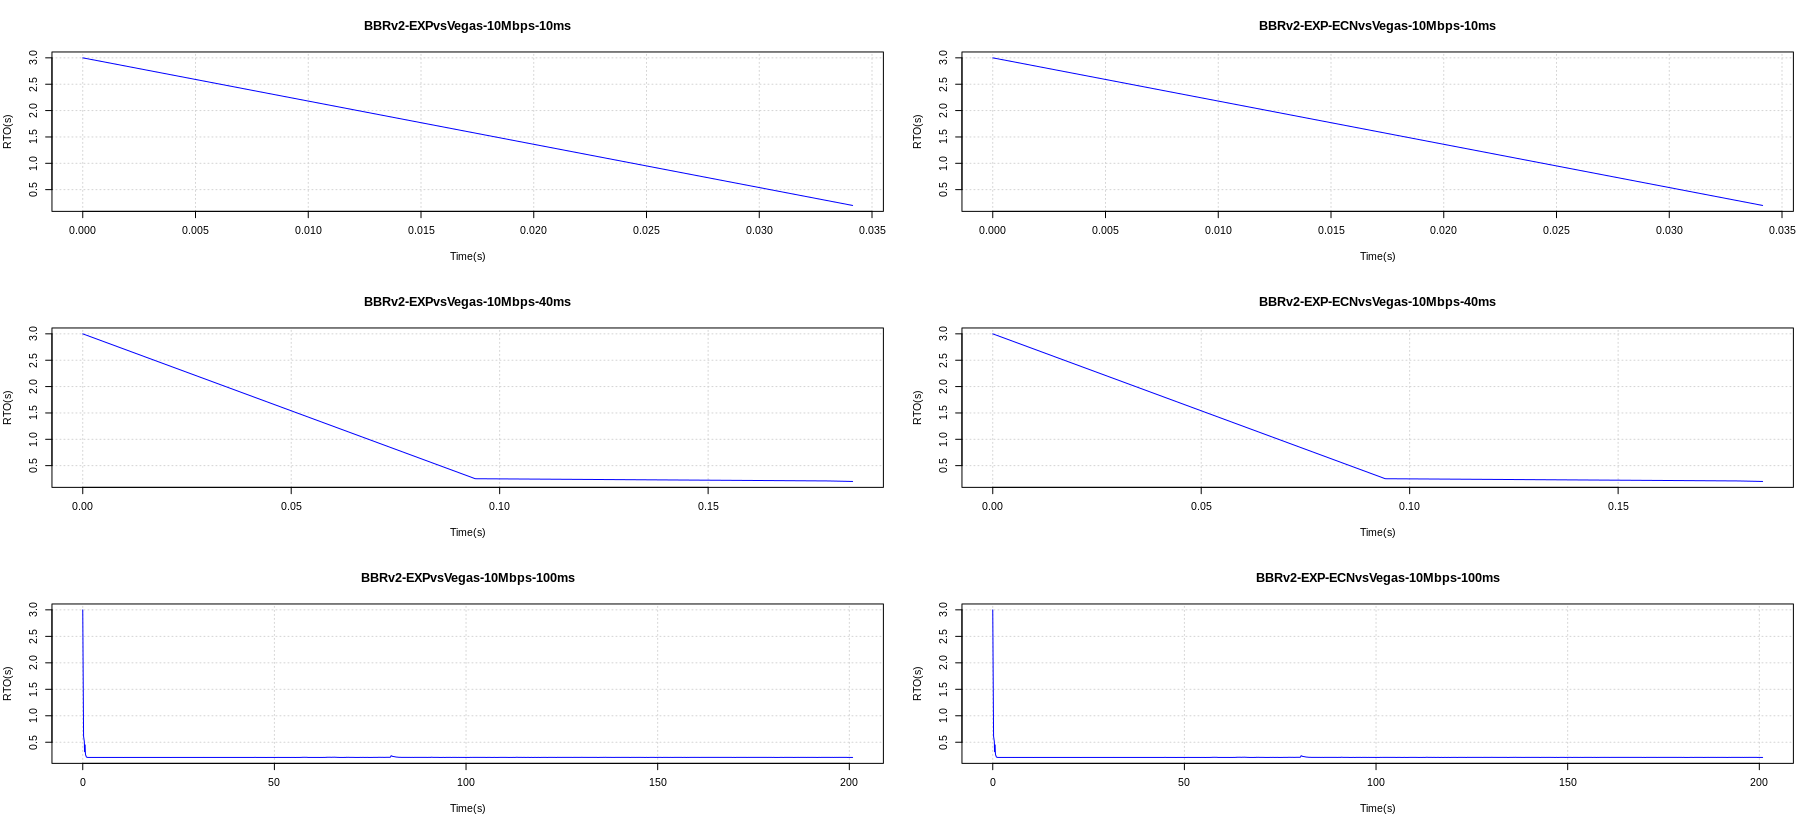 BBRv2-EXPvsVegas-10Mbps-10ms
RTO(s)
3.0
2.5
2.0
1.5
1.0
0.5
0.000 0.005 0.010 0.015 0.020 0.025 0.030 0.035
Time(s)
BBRv2-EXP-ECNvsVegas-10Mbps-10ms
RTO(s)
3.0
2.5
2.0
1.5
1.0
0.5
0.000 0.005 0.010 0.015 0.020 0.025 0.030 0.035
Time(s)
BBRv2-EXPvsVegas-10Mbps-40ms
RTO(s)
3.0
2.5
2.0
1.5
1.0
0.5
0.00 0.05 0.10 0.15
Time(s)
BBRv2-EXP-ECNvsVegas-10Mbps-40ms
RTO(s)
3.0
2.5
2.0
1.5
1.0
0.5
0.00 0.05 0.10 0.15
Time(s)
BBRv2-EXPvsVegas-10Mbps-100ms
RTO(s)
3.0
2.5
2.0
1.5
1.0
0.5
0 50 100 150 200
Time(s)
BBRv2-EXP-ECNvsVegas-10Mbps-100ms
RTO(s)
3.0
2.5
2.0
1.5
1.0
0.5
0 50 100 150 200
Time(s)